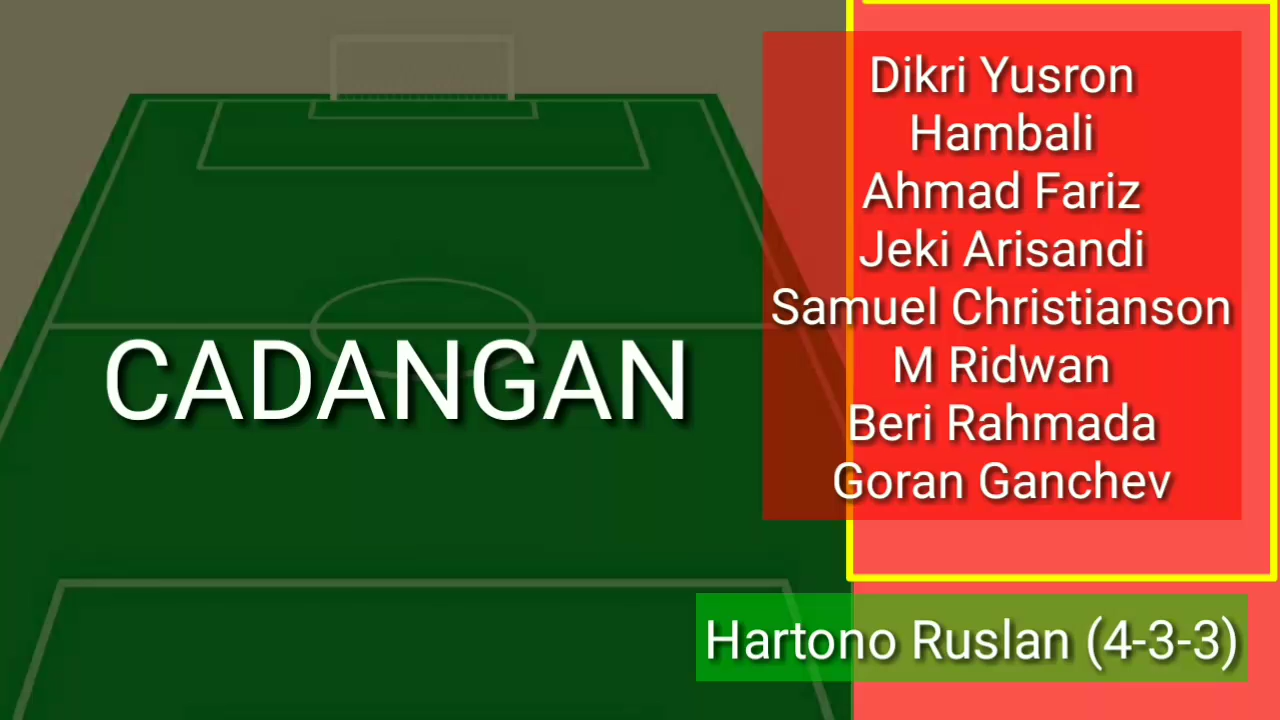 CADANGAN
Dikri Yusron
Hambali
Ahmad Fariz
Jeki Arisandi
Samuel Christianson
M Ridwan
Beri Rahmada
Goran Ganchev
Hartono Ruslan (4-3-3)